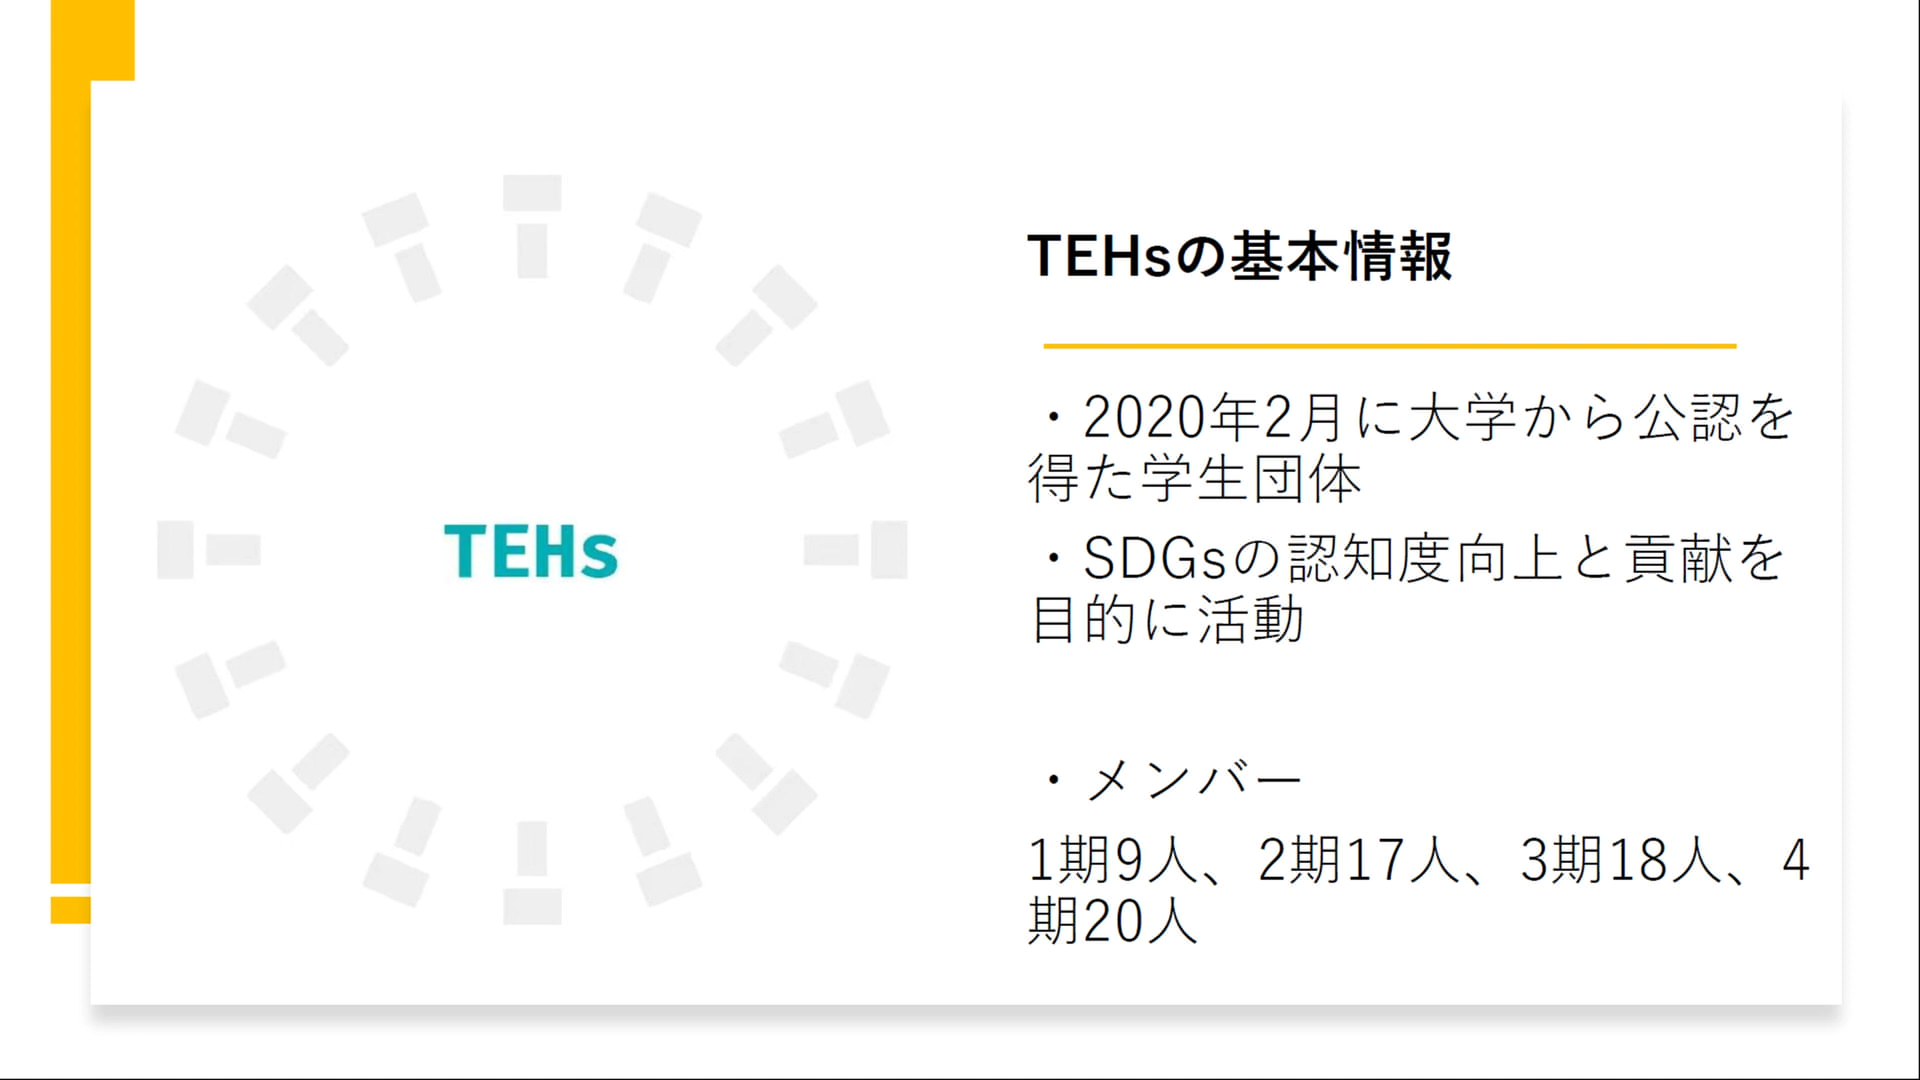 TEHs
TEHsの基本情報
・2020年2月に大学から公認を
得た学生団体
・SDGsの認知度向上と貢献を
目的に活動
・メンバー
1期9人、2期17人、3期18人、4
期20人